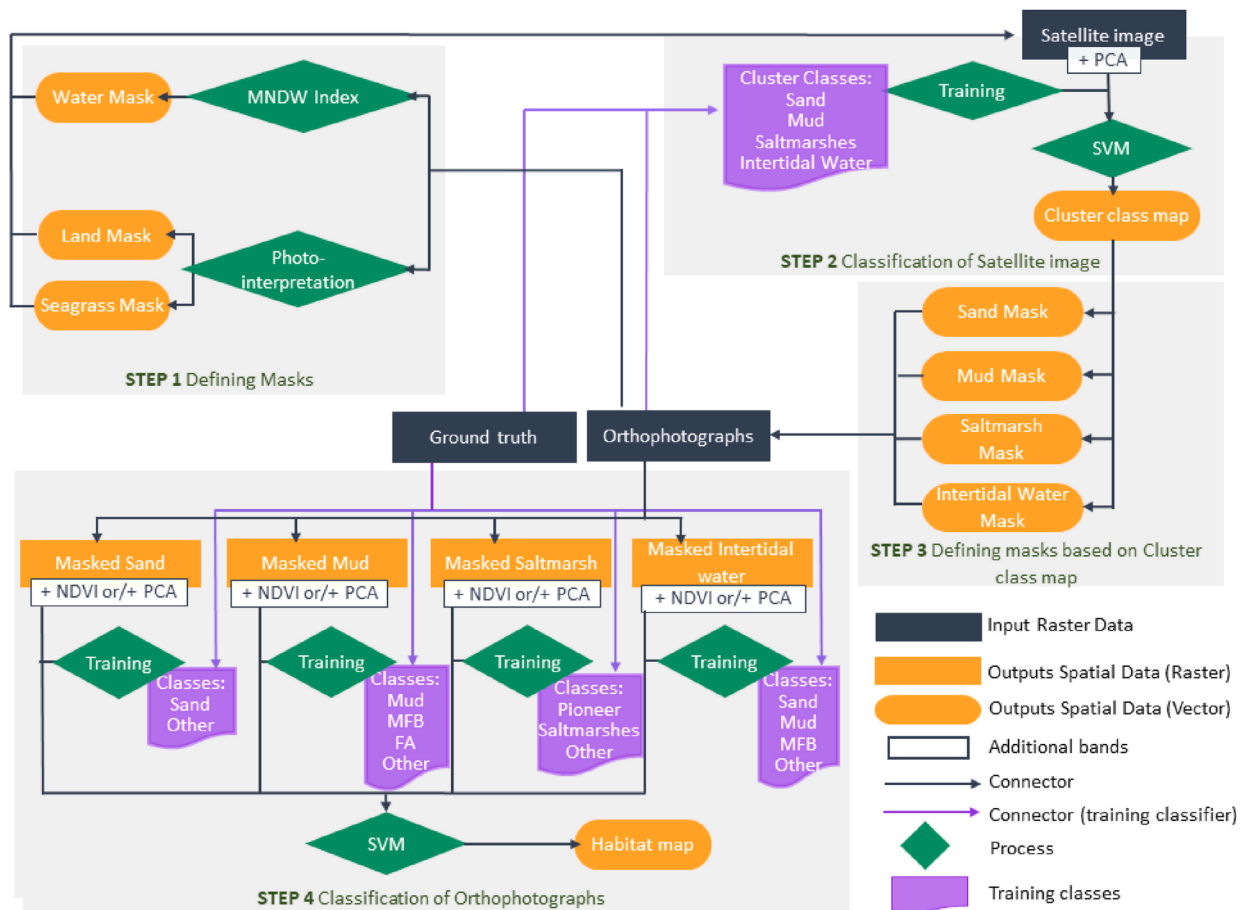 Satellite image
+ PCA
Water Mask
MNDW Index
Cluster Classes:
Sand
Mud
Saltmarshes
Intertidal Water
Training
SVM
Cluster class map
Land Mask
Photo-
interpretation
Seagrass Mask
STEP 1 Defining Masks
STEP 2 Classification of Satellite image
Sand Mask
Mud Mask
Saltmarsh
Mask
Intertidal Water
Mask
STEP 3 Defining masks based on Cluster
class map
Ground truth
Orthophotographs
Masked Sand
+ NDVI or/+ PCA
Masked Mud
+ NDVI or/+ PCA
Masked Saltmarsh
+ NDVI or/+ PCA
Masked Intertidal
water
+ NDVI or/+ PCA
Training
Classes:
Sand
Other
Training
Classes:
Mud
MFB
FA
Other
Training
Classes:
Pioneer
Saltmarshes
Other
Training
Classes:
Sand
Mud
MFB
Other
SVM
Habitat map
STEP 4 Classification of Orthophotographs
Input Raster Data
Outputs Spatial Data (Raster)
Outputs Spatial Data (Vector)
Additional bands
Connector
Connector (training classifier)
Process
Training classes